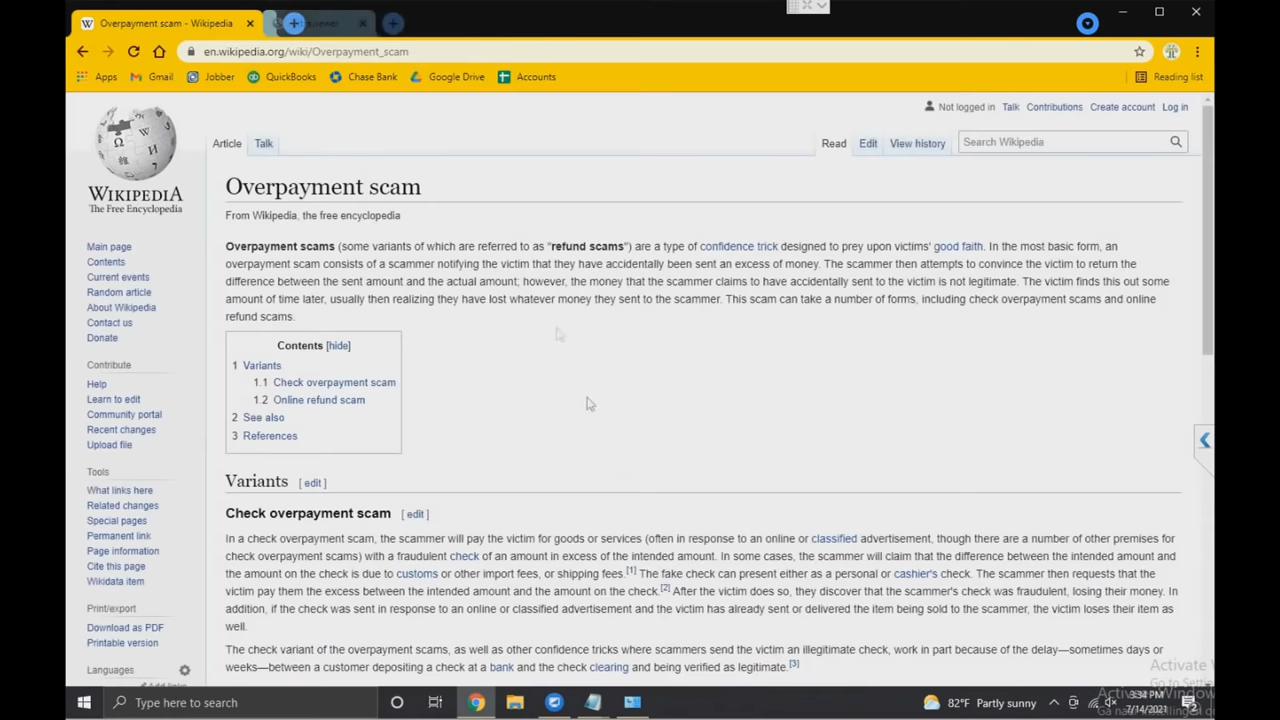 Overpayment scam - Wikipedia
en.wikipedia.org/wiki/Overpayment_scam
Apps Gmail Jobber QuickBooks Chase Bank Google Drive Accounts Reading list
Not logged in Talk Contributions Create account Log in
Article Talk Read Edit View history Search Wikipedia
WIKIPEDIA
The Free Encyclopedia
Main page
Contents
Current events
Random article
About Wikipedia
Contact us
Donate
Contribute
Help
Learn to edit
Community portal
Recent changes
Upload file
Tools
What links here
Related changes
Special pages
Permanent link
Page information
Cite this page
Wikidata item
Print/export
Download as PDF
Printable version
Languages
Overpayment scam
From Wikipedia, the free encyclopedia
Overpayment scams (some variants of which are referred to as "refund scams") are a type of confidence trick designed to prey upon victims' good faith. In the most basic form, an
overpayment scam consists of a scammer notifying the victim that they have accidentally been sent an excess of money. The scammer then attempts to convince the victim to return the
difference between the sent amount and the actual amount; however, the money that the scammer claims to have accidentally sent to the victim is not legitimate. The victim finds this out some
amount of time later, usually then realizing they have lost whatever money they sent to the scammer. This scam can take a number of forms, including check overpayment scams and online
refund scams.
Contents [hide]
1 Variants
1.1 Check overpayment scam
1.2 Online refund scam
2 See also
3 References
Variants [ edit ]
Check overpayment scam [ edit ]
In a check overpayment scam, the scammer will pay the victim for goods or services (often in response to an online or classified advertisement, though there are a number of other premises for
check overpayment scams) with a fraudulent check of an amount in excess of the intended amount. In some cases, the scammer will claim that the difference between the intended amount and
the amount on the check is due to customs or other import fees, or shipping fees.[1] The fake check can present either as a personal or cashier's check. The scammer then requests that the
victim pay them the excess between the intended amount and the amount on the check.[2] After the victim does so, they discover that the scammer's check was fraudulent, losing their money. In
addition, if the check was sent in response to an online or classified advertisement and the victim has already sent or delivered the item being sold to the scammer, the victim loses their item as
well.
The check variant of the overpayment scams, as well as other confidence tricks where scammers send the victim an illegitimate check, work in part because of the delay—sometimes days or
weeks—between a customer depositing a check at a bank and the check clearing and being verified as legitimate.[3]
Activate
Go to
Type here to search
82°F Partly sunny
3:34 PM
7/14/2021